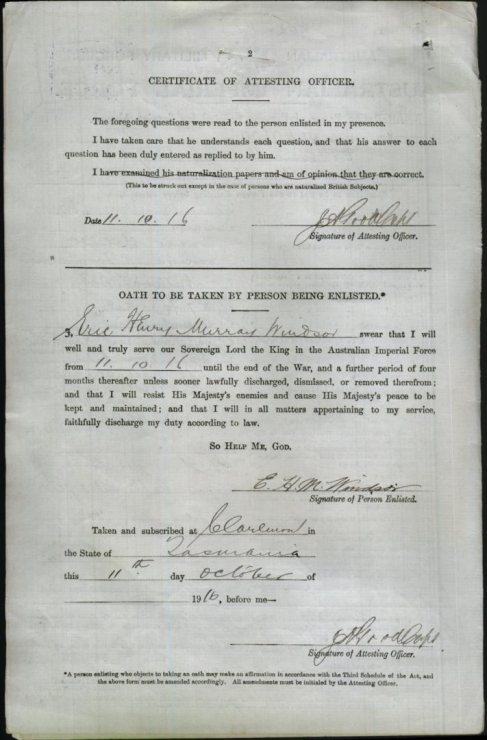 2
CERTIFICATE OF ATTESTING OFFICER.
The foregoing questions were read to the person enlisted in my presence.
I have taken care that he understands each question, and that his answer to each
question has been duly entered as replied to by him.
I have examined his naturalization papers and am of opinion that they are correct.
(This to be struck out except in the case of persons who are naturalized British Subjects.)
Date 11. 10. 16
Signature of Attesting Officer.
OATH TO BE TAKEN BY PERSON BEING ENLISTED.*
I, Eric Henry Murray Windsor swear that I will
well and truly serve our Sovereign Lord the King in the Australian Imperial Force
from 11. 10. 16 until the end of the War, and a further period of four
months thereafter unless sooner lawfully discharged, dismissed, or removed therefrom;
and that I will resist His Majesty's enemies and cause His Majesty's peace to be
kept and maintained; and that I will in all matters appertaining to my service,
faithfully discharge my duty according to law.
SO HELP ME, GOD.
E. H. M. Windsor
Signature of Person Enlisted.
Taken and subscribed at Claremont in
the State of Tasmania
this 11th day October of
1916, before me—
Signature of Attesting Officer.
*A person enlisting who objects to taking an oath may make an affirmation in accordance with the Third Schedule of the Act, and
the above form must be amended accordingly. All amendments must be initialed by the Attesting Officer.